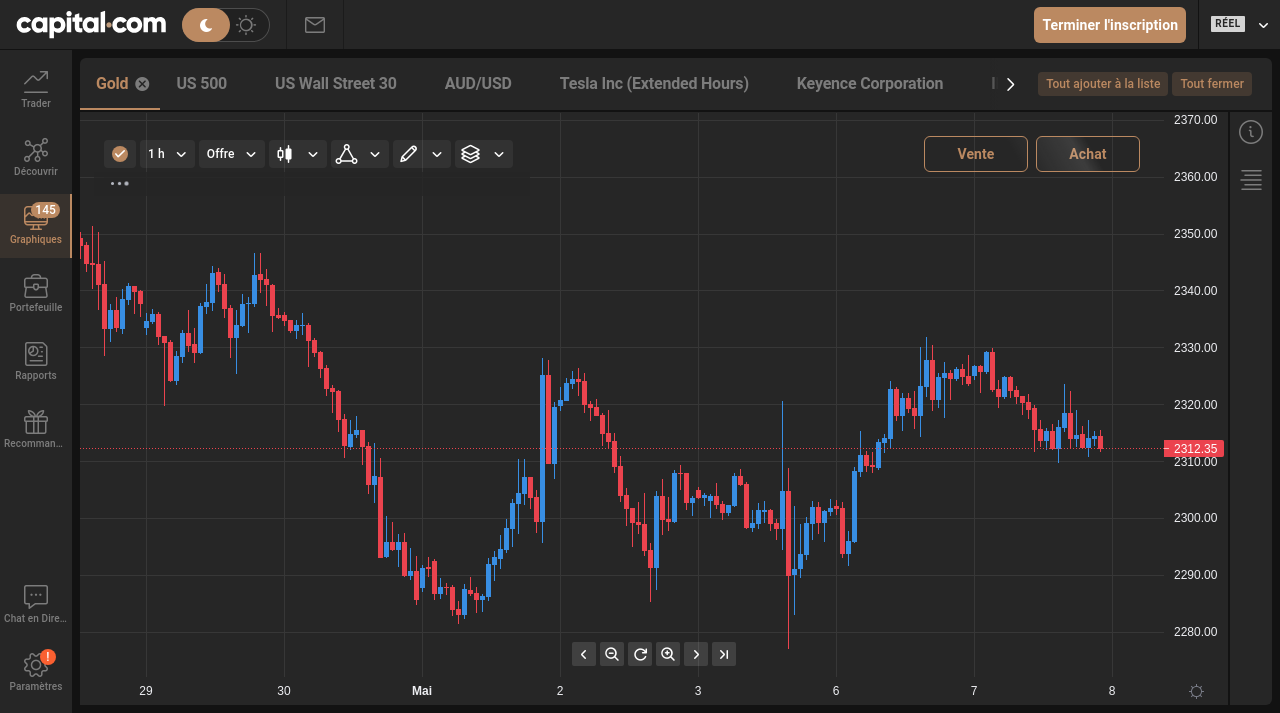 capital.com
Terminer l'inscription
RÉEL
Trader
Découvrir
145
Graphiques
Portefeuille
Rapports
Recomman...
Chat en Dire...
!
Paramètres
Gold
US 500
US Wall Street 30
AUD/USD
Tesla Inc (Extended Hours)
Keyence Corporation
Tout ajouter à la liste
Tout fermer
1 h
Offre
Vente
Achat
2370.00
2360.00
2350.00
2340.00
2330.00
2320.00
2312.35
2310.00
2300.00
2290.00
2280.00
29
30
Mai
2
3
6
7
8